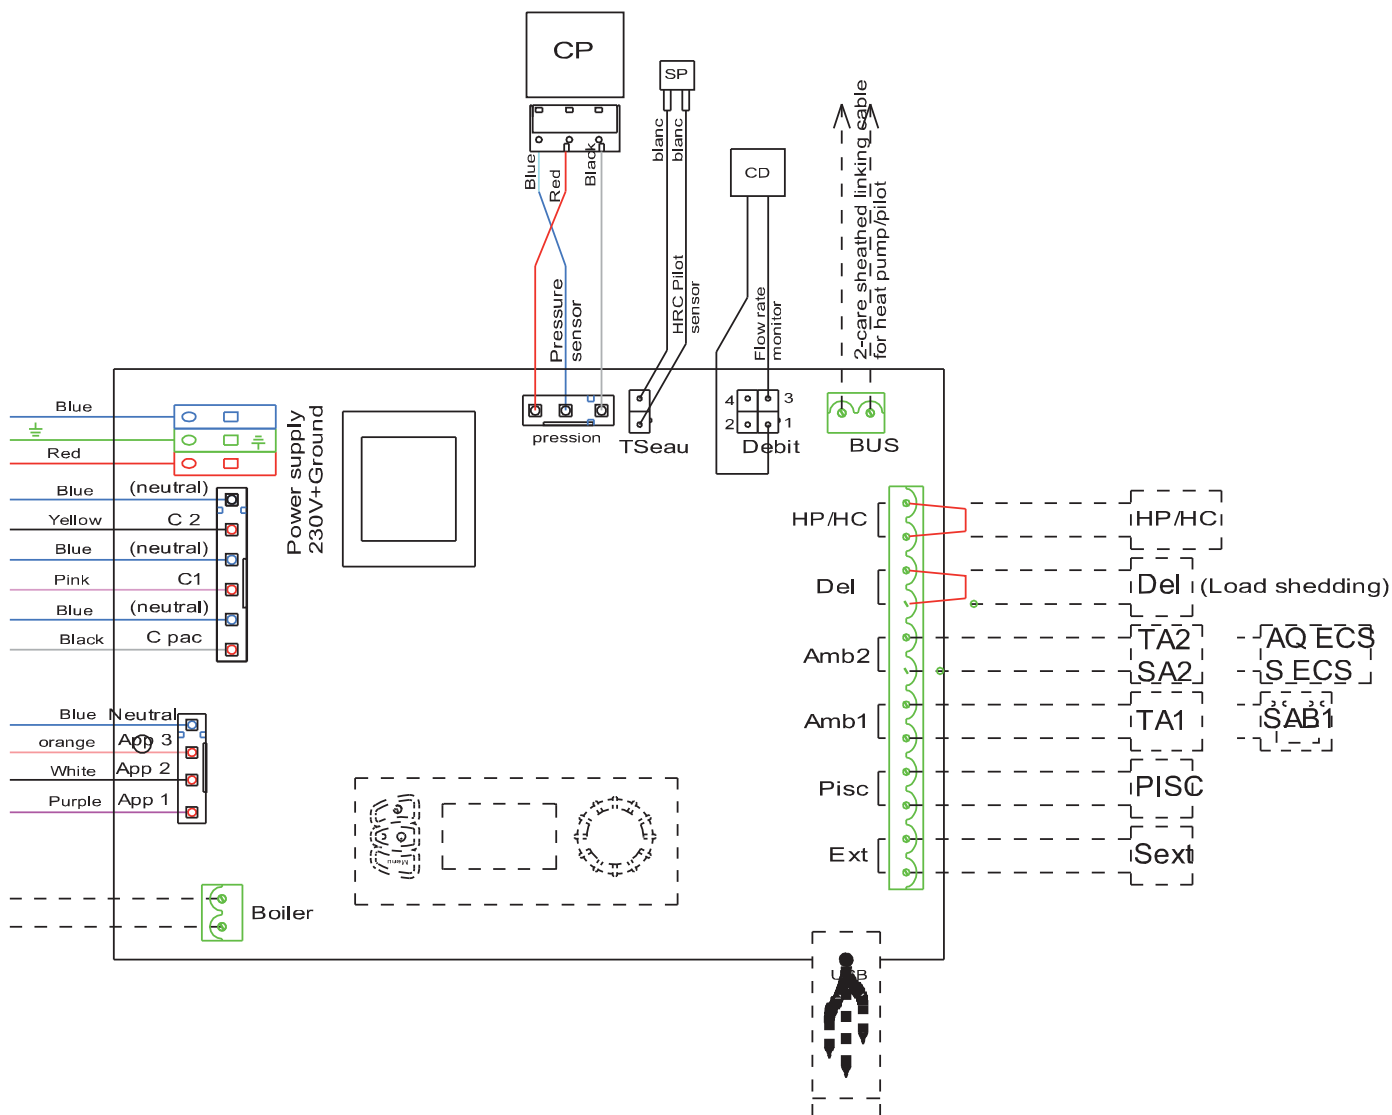 CP
SP
blanc
blanc
CD
2-care sheathed linking cable
for heat pump/pilot
Blue
Red
Black
Pressure
sensor
HRC Pilot
sensor
Flow rate
monitor
pression
TSeau
4
3
2
1
Debit
BUS
Blue
Red
Power supply
230V+Ground
Blue
(neutral)
Yellow
C 2
Blue
(neutral)
Pink
C1
Blue
(neutral)
Black
C pac
Blue
Neutral
orange
App 3
White
App 2
Purple
App 1
Boiler
Menu
HP/HC
HP/HC
Del
Del
(Load shedding)
Amb2
TA2
SA2
AQ ECS
S ECS
Amb1
TA1
SAB1
Pisc
PISC
Ext
Sext
USB